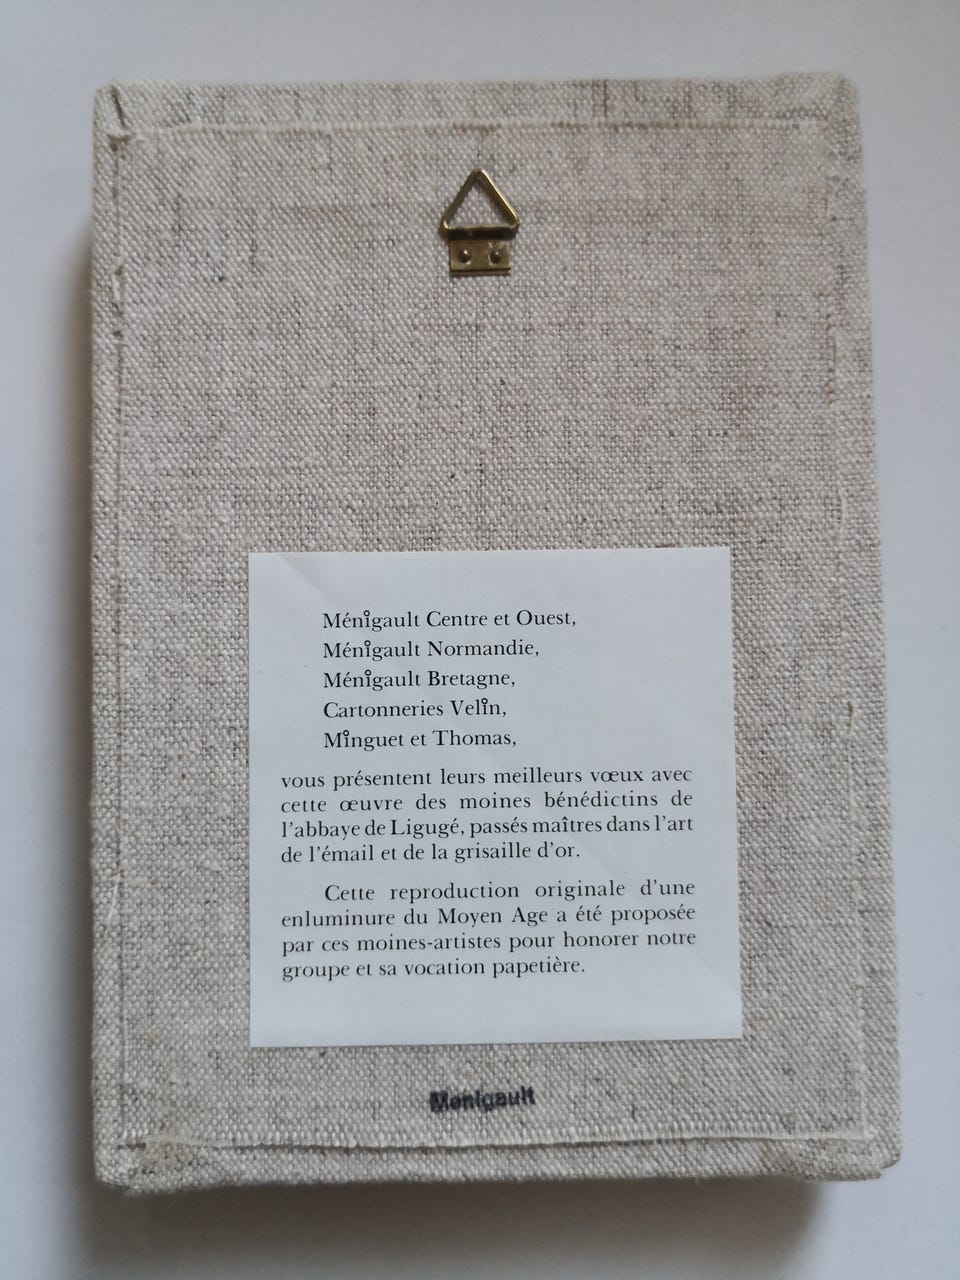 Ménigault Centre et Ouest,
Ménigault Normandie,
Ménigault Bretagne,
Cartonneries Velin,
Minguet et Thomas,
vous présentent leurs meilleurs vœux avec
cette œuvre des moines bénédictins de
l'abbaye de Ligugé, passés maîtres dans l'art
de l'émail et de la grisaille d'or.
Cette reproduction originale d'une
enluminure du Moyen Age a été proposée
par ces moines-artistes pour honorer notre
groupe et sa vocation papetière.
Menigault